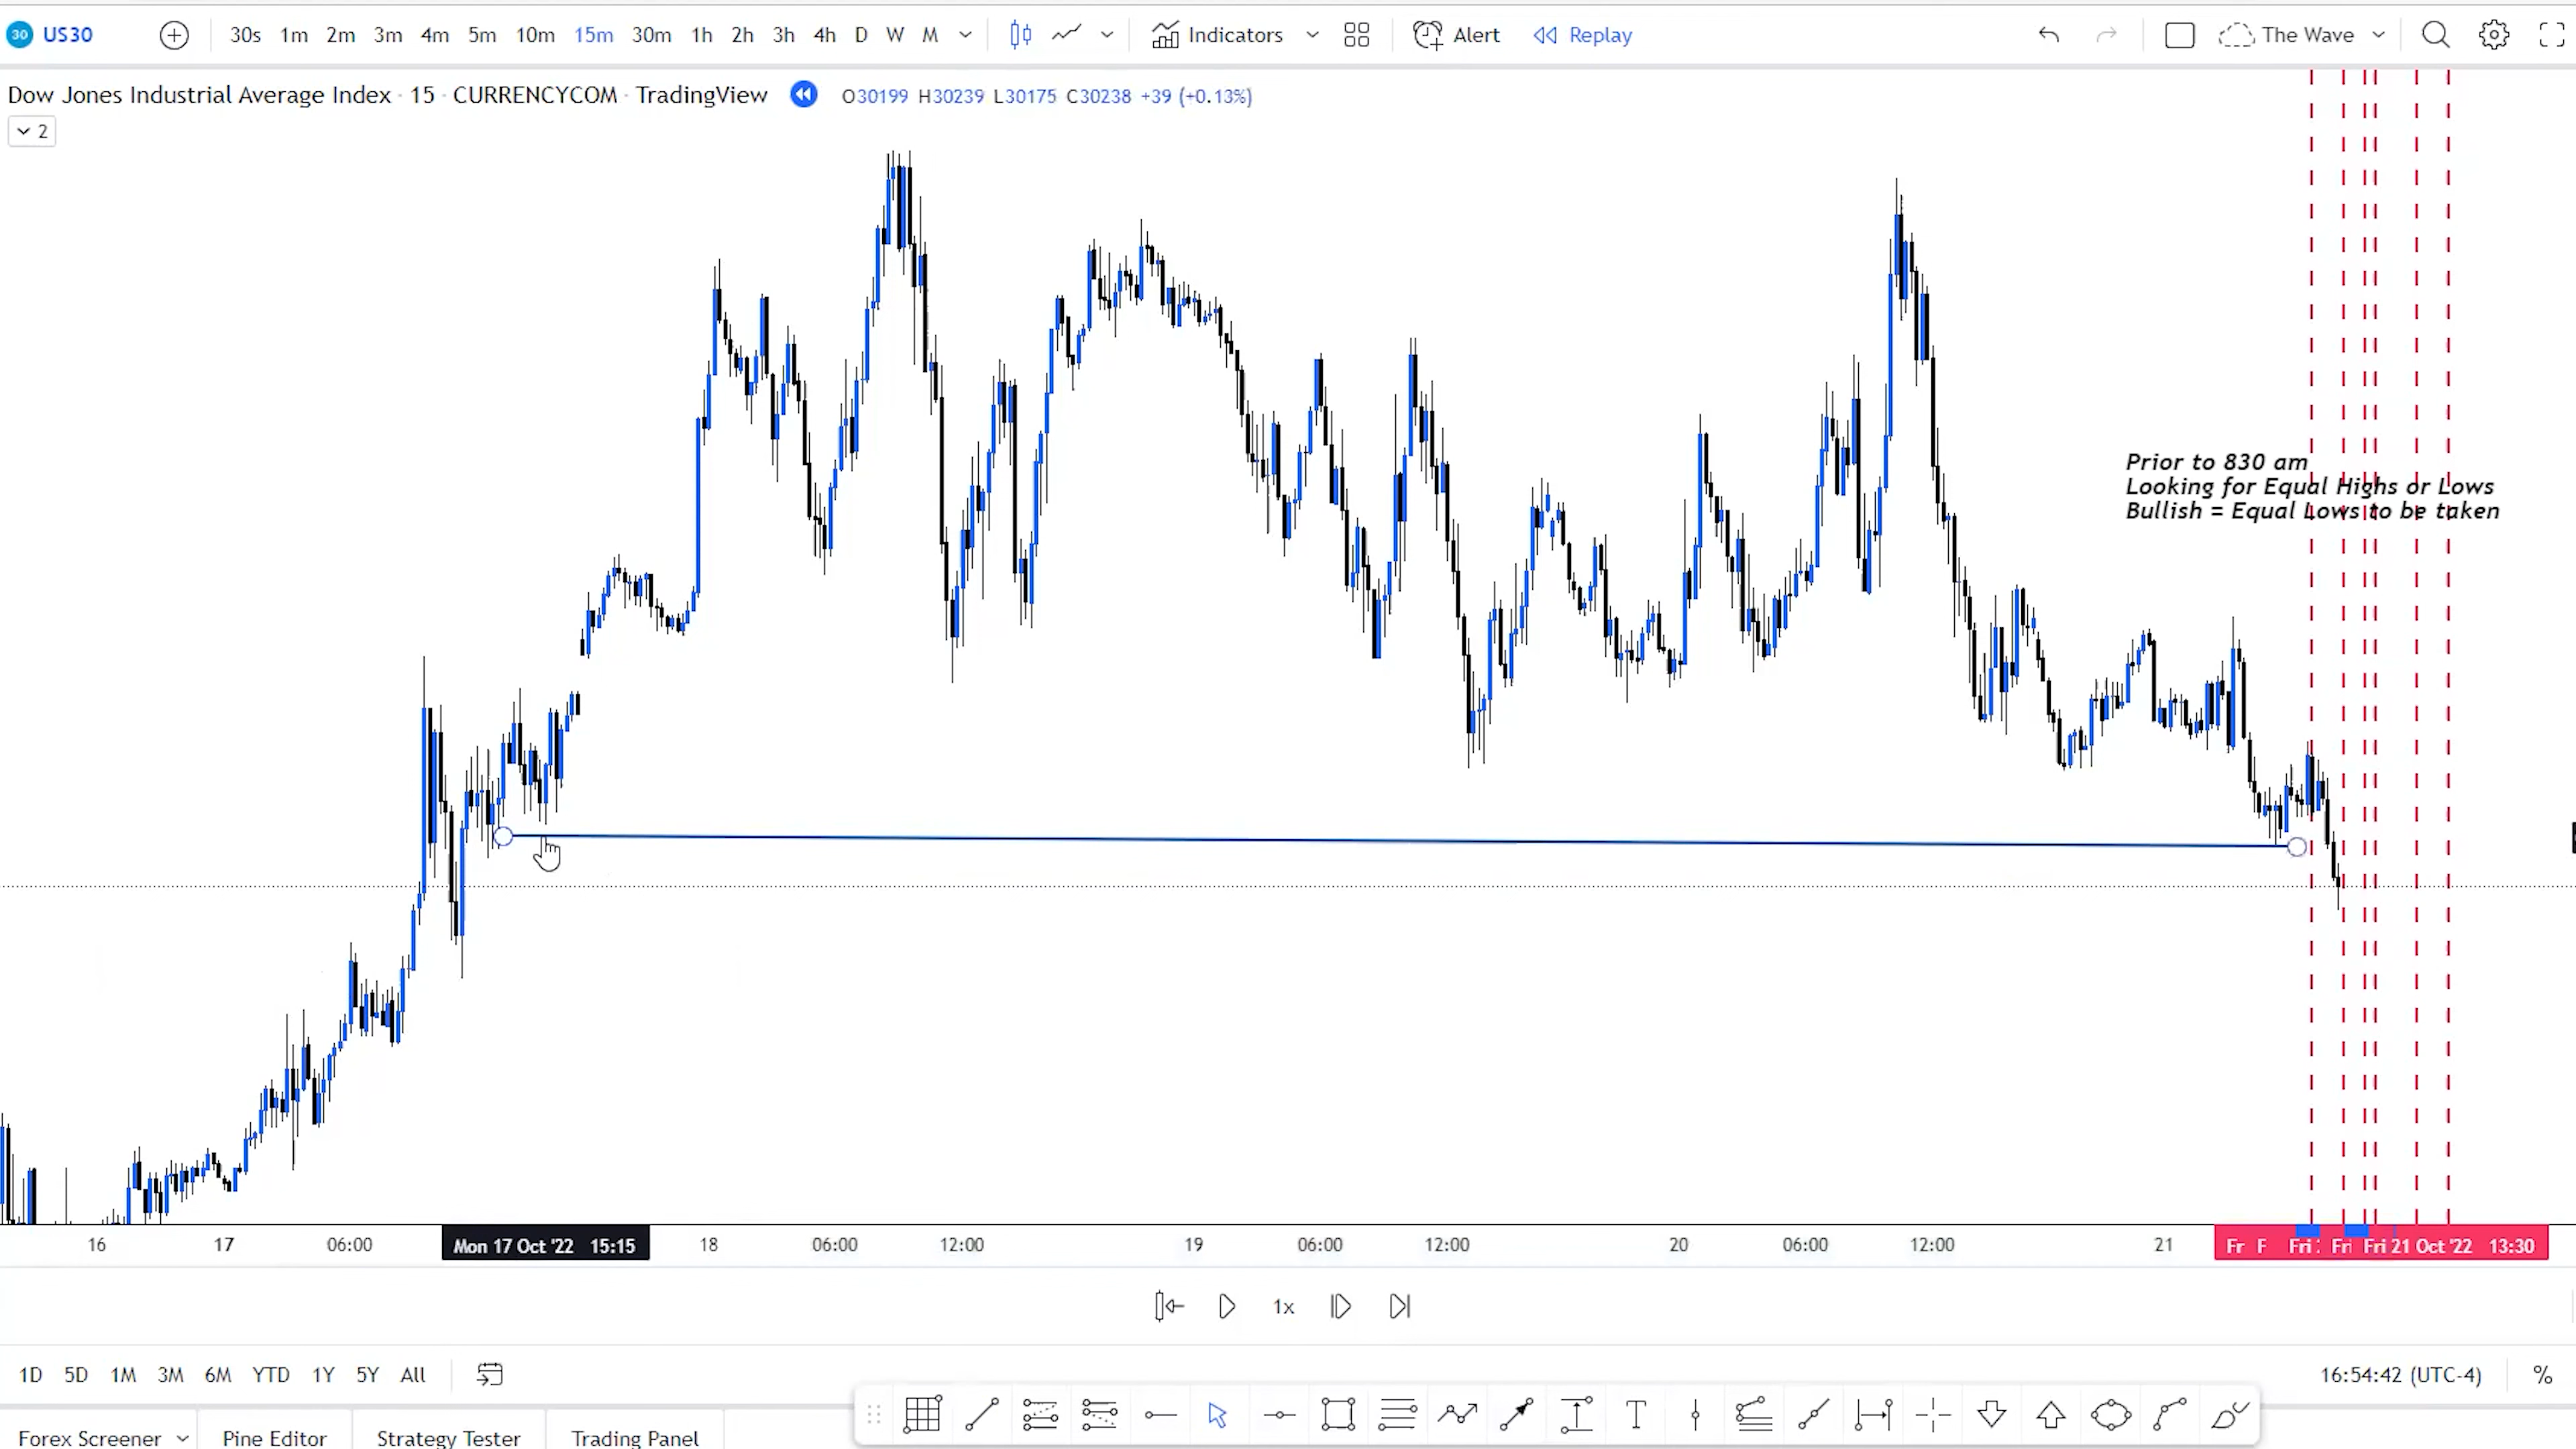 30 US30 30s 1m 2m 3m 4m 5m 10m 15m 30m 1h 2h 3h 4h D W M Indicators Alert Replay The Wave
Dow Jones Industrial Average Index · 15 · CURRENCYCOM · TradingView O30199 H30239 L30175 C30238 +39 (+0.13%)
2
Prior to 830 am
Looking for Equal Highs or Lows
Bullish = Equal Lows to be taken
16 17 06:00 Mon 17 Oct '22 15:15 18 06:00 12:00 19 06:00 12:00 20 06:00 12:00 21 Fr F Fri Fri Fri 21 Oct '22 13:30
1x
1D 5D 1M 3M 6M YTD 1Y 5Y All 16:54:42 (UTC-4) %
T
Forex Screener Pine Editor Strategy Tester Trading Panel